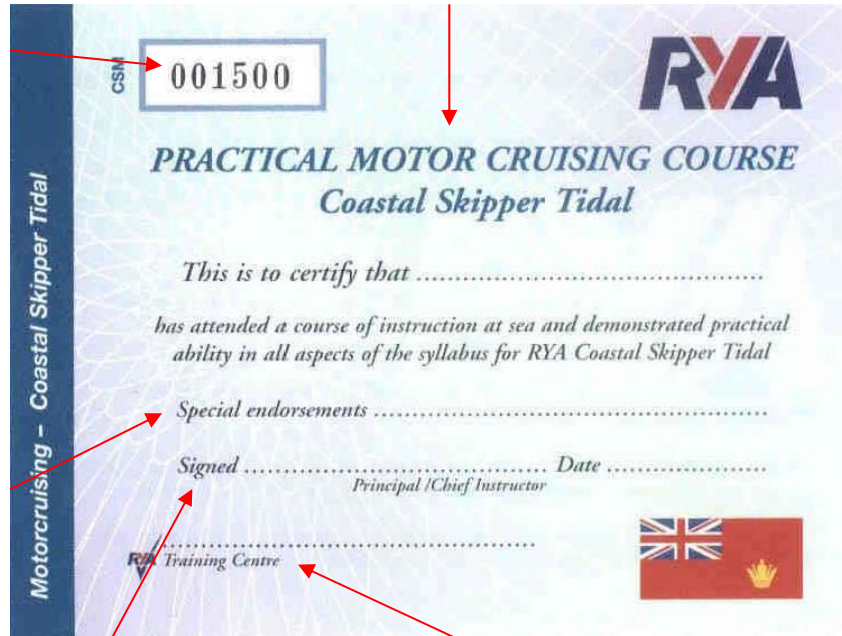 CSM
001500
RYA
PRACTICAL MOTOR CRUISING COURSE
Coastal Skipper Tidal
This is to certify that ............................................
has attended a course of instruction at sea and demonstrated practical
ability in all aspects of the syllabus for RYA Coastal Skipper Tidal
Special endorsements ..................................................
Signed ...................................... Date ....................
Principal /Chief Instructor
...............................................
RYA Training Centre
Motorcruising – Coastal Skipper Tidal